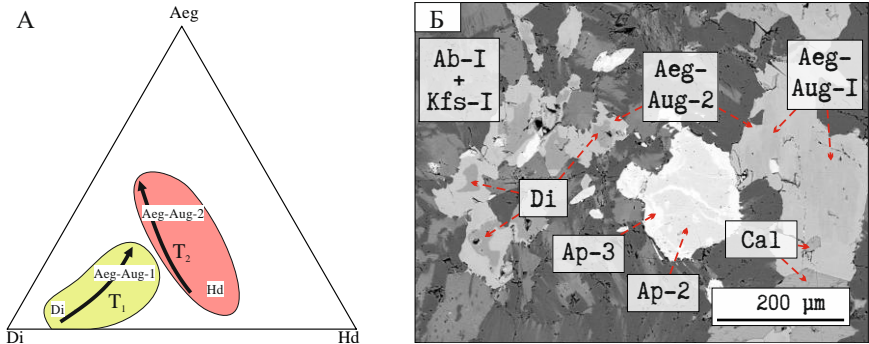 А
Aeg
Aeg-Aug-2
T2
Hd
Aeg-Aug-1
T1
Di
Di
Hd
Б
Ab-I
+
Kfs-I
Aeg-
Aug-2
Aeg-
Aug-I
Di
Ap-3
Ap-2
Cal
200 µm